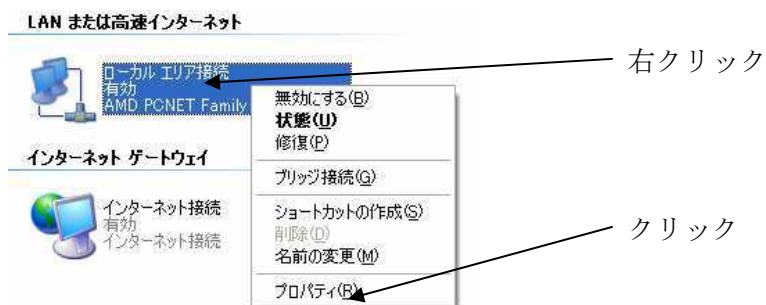 LAN または高速インターネット
ローカル エリア接続
有効
AMD PCNET Family
右クリック
無効にする(B)
状態(U)
修復(P)
ブリッジ接続(G)
ショートカットの作成(S)
削除(D)
名前の変更(M)
プロパティ(R)
クリック
インターネット ゲートウェイ
インターネット接続
有効
インターネット接続